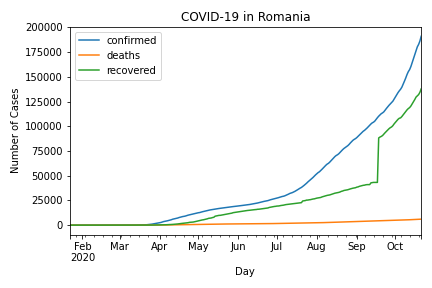 COVID-19 in Romania
200000
175000
150000
125000
100000
75000
50000
25000
0
Number of Cases
confirmed
deaths
recovered
Feb Mar Apr May Jun Jul Aug Sep Oct
2020
Day